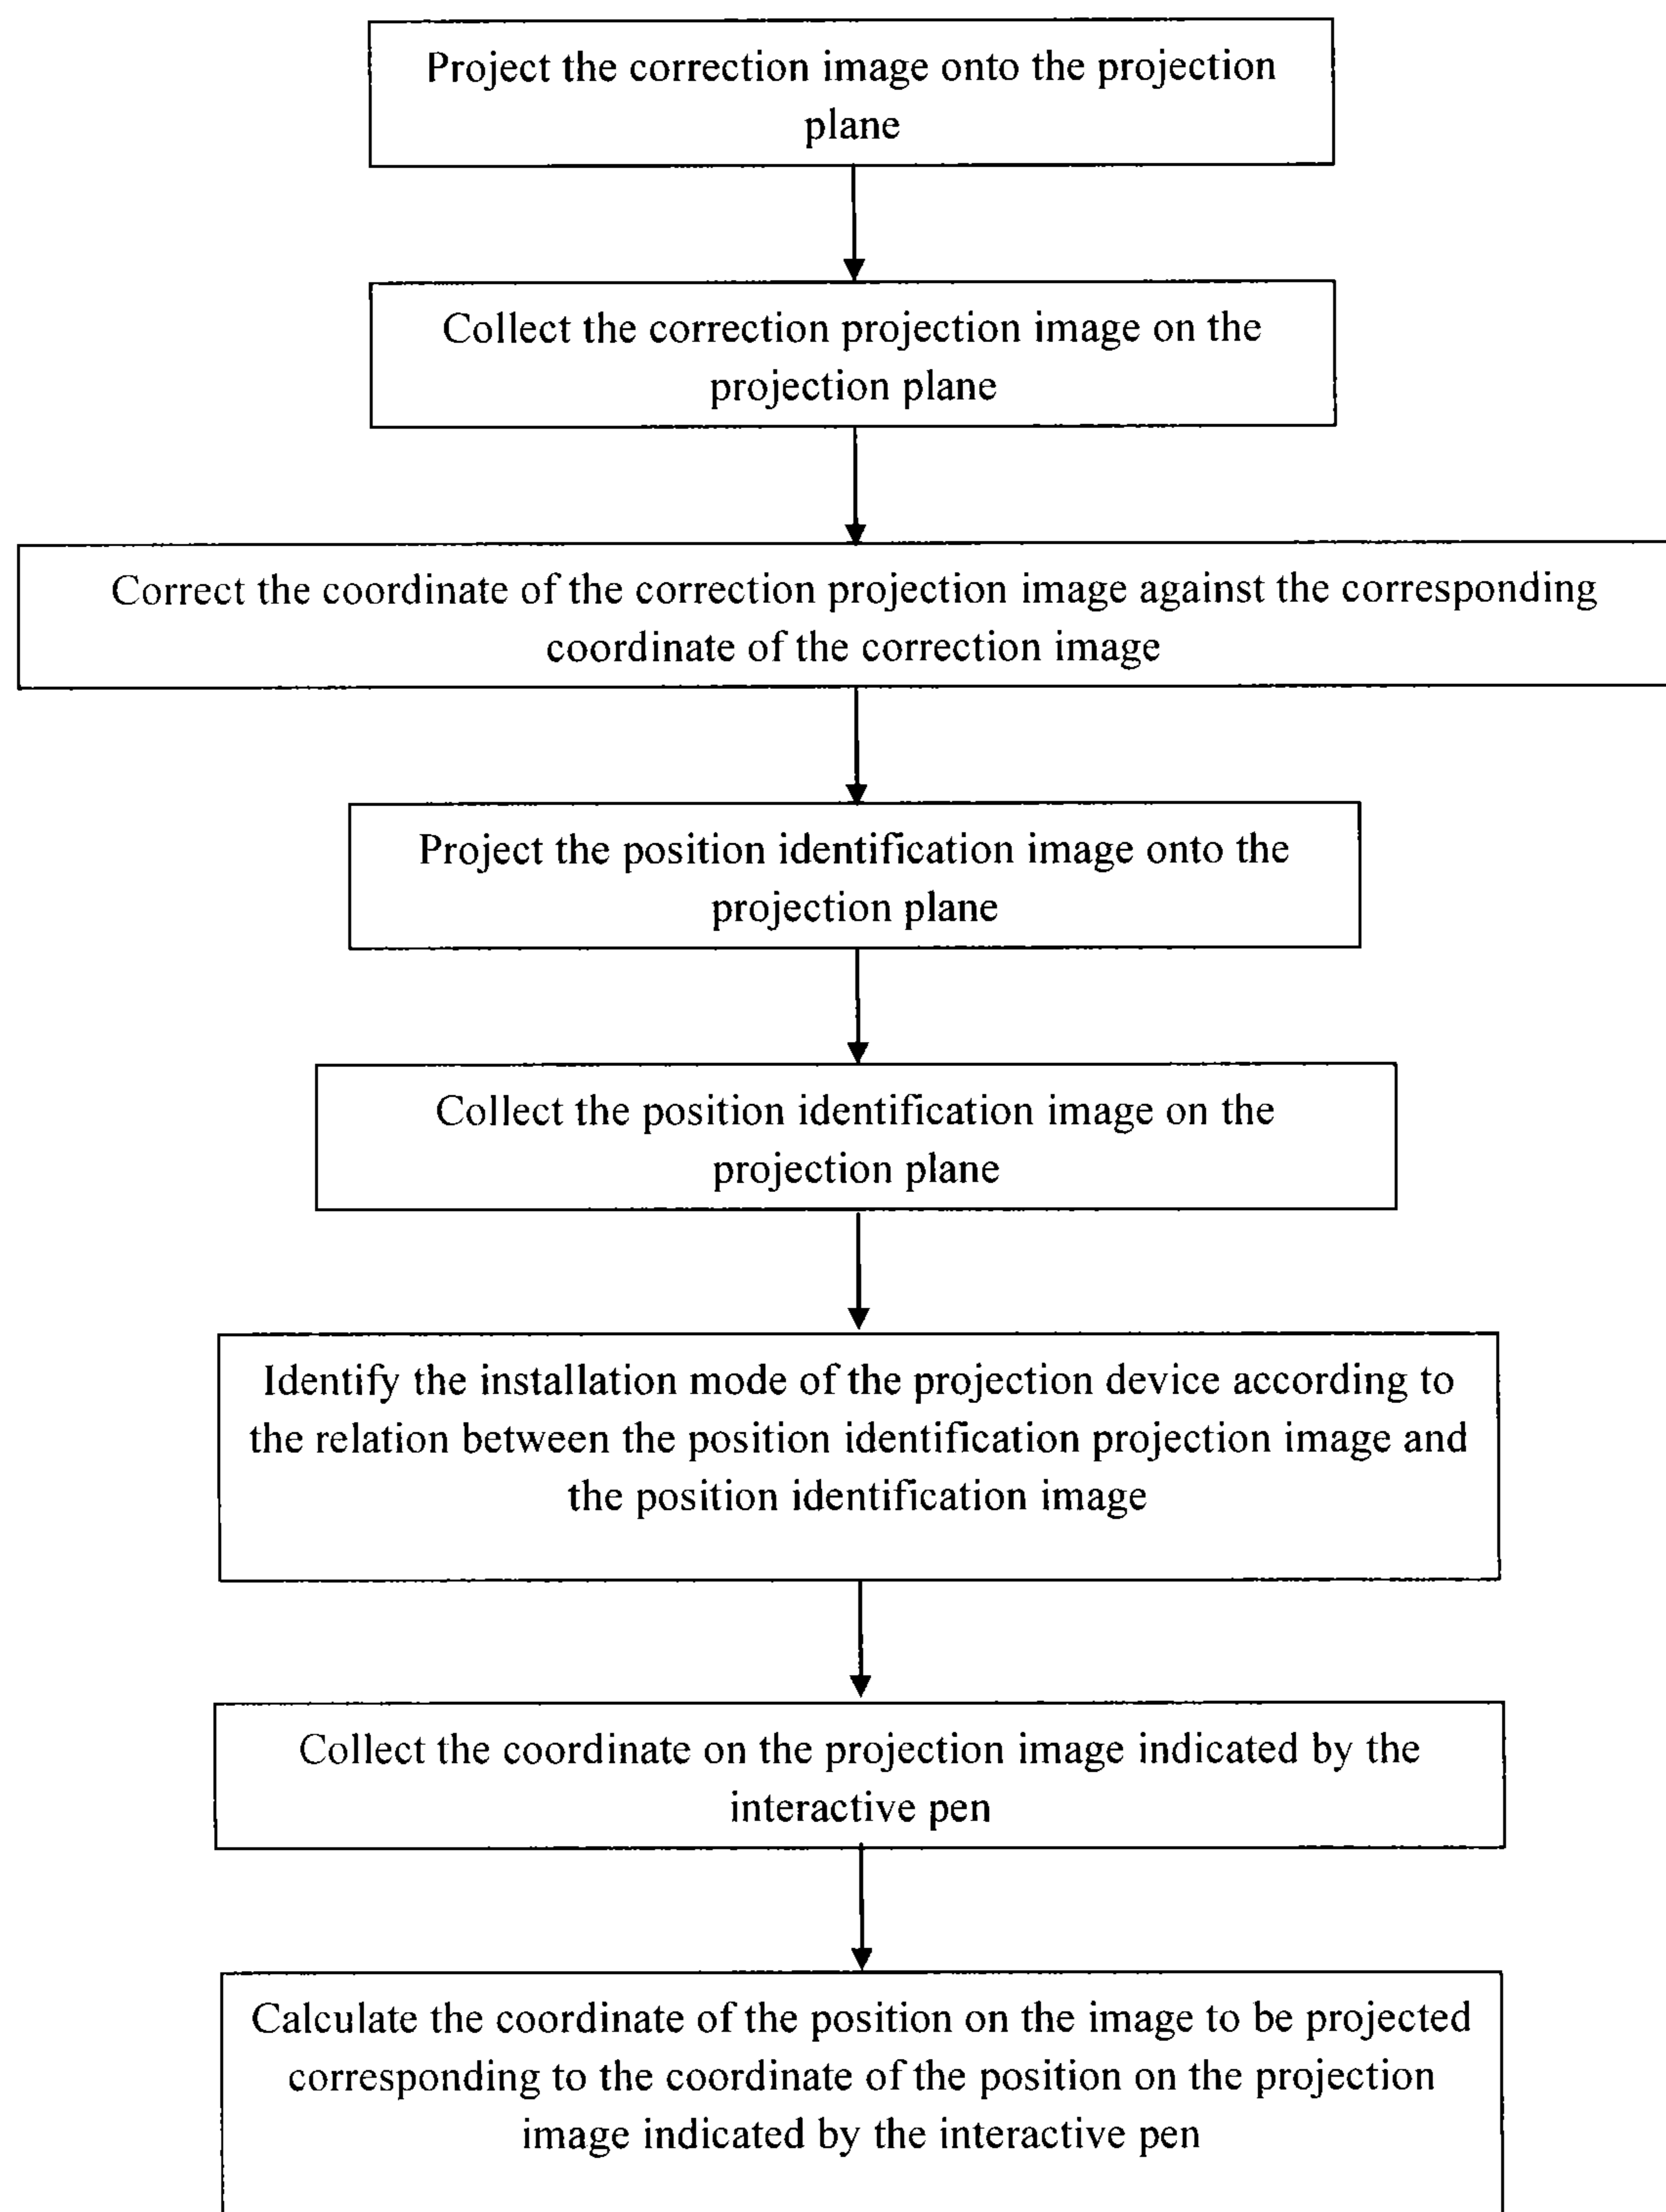 Project the correction image onto the projection
plane
Collect the correction projection image on the
projection plane
Correct the coordinate of the correction projection image against the corresponding
coordinate of the correction image
Project the position identification image onto the
projection plane
Collect the position identification image on the
projection plane
Identify the installation mode of the projection device according to
the relation between the position identification projection image and
the position identification image
Collect the coordinate on the projection image indicated by the
interactive pen
Calculate the coordinate of the position on the image to be projected
corresponding to the coordinate of the position on the projection
image indicated by the interactive pen